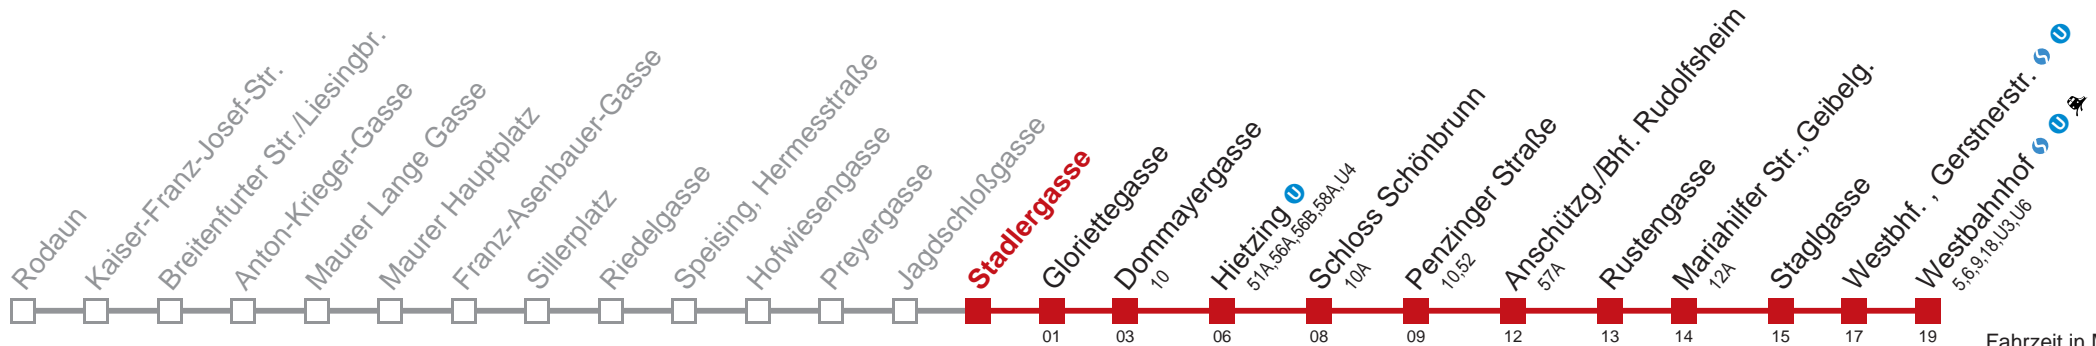 Rodaun
Kaiser-Franz-Josef-Str.
Breitenfurter Str./Liesingbr.
Anton-Krieger-Gasse
Maurer Lange Gasse
Maurer Hauptplatz
Franz-Asenbauer-Gasse
Sillerplatz
Riedelgasse
Speising, Hermesstraße
Hofwiesengasse
Preyergasse
Jagdschloßgasse
Stadlergasse
Gloriettegasse
Dommayergasse
10
Hietzing U
51A,56A,56B,58A,U4
Schloss Schönbrunn
10A
Penzinger Straße
10,52
Anschützg./Bhf. Rudolfsheim
57A
Rustengasse
Mariahilfer Str.,Geibelg.
12A
Staglgasse
Westbhf. , Gerstnerstr. S U
Westbahnhof S U
5,6,9,18,U3,U6
01 03 06 08 09 12 13 14 15 17 19
Fahrzeit in